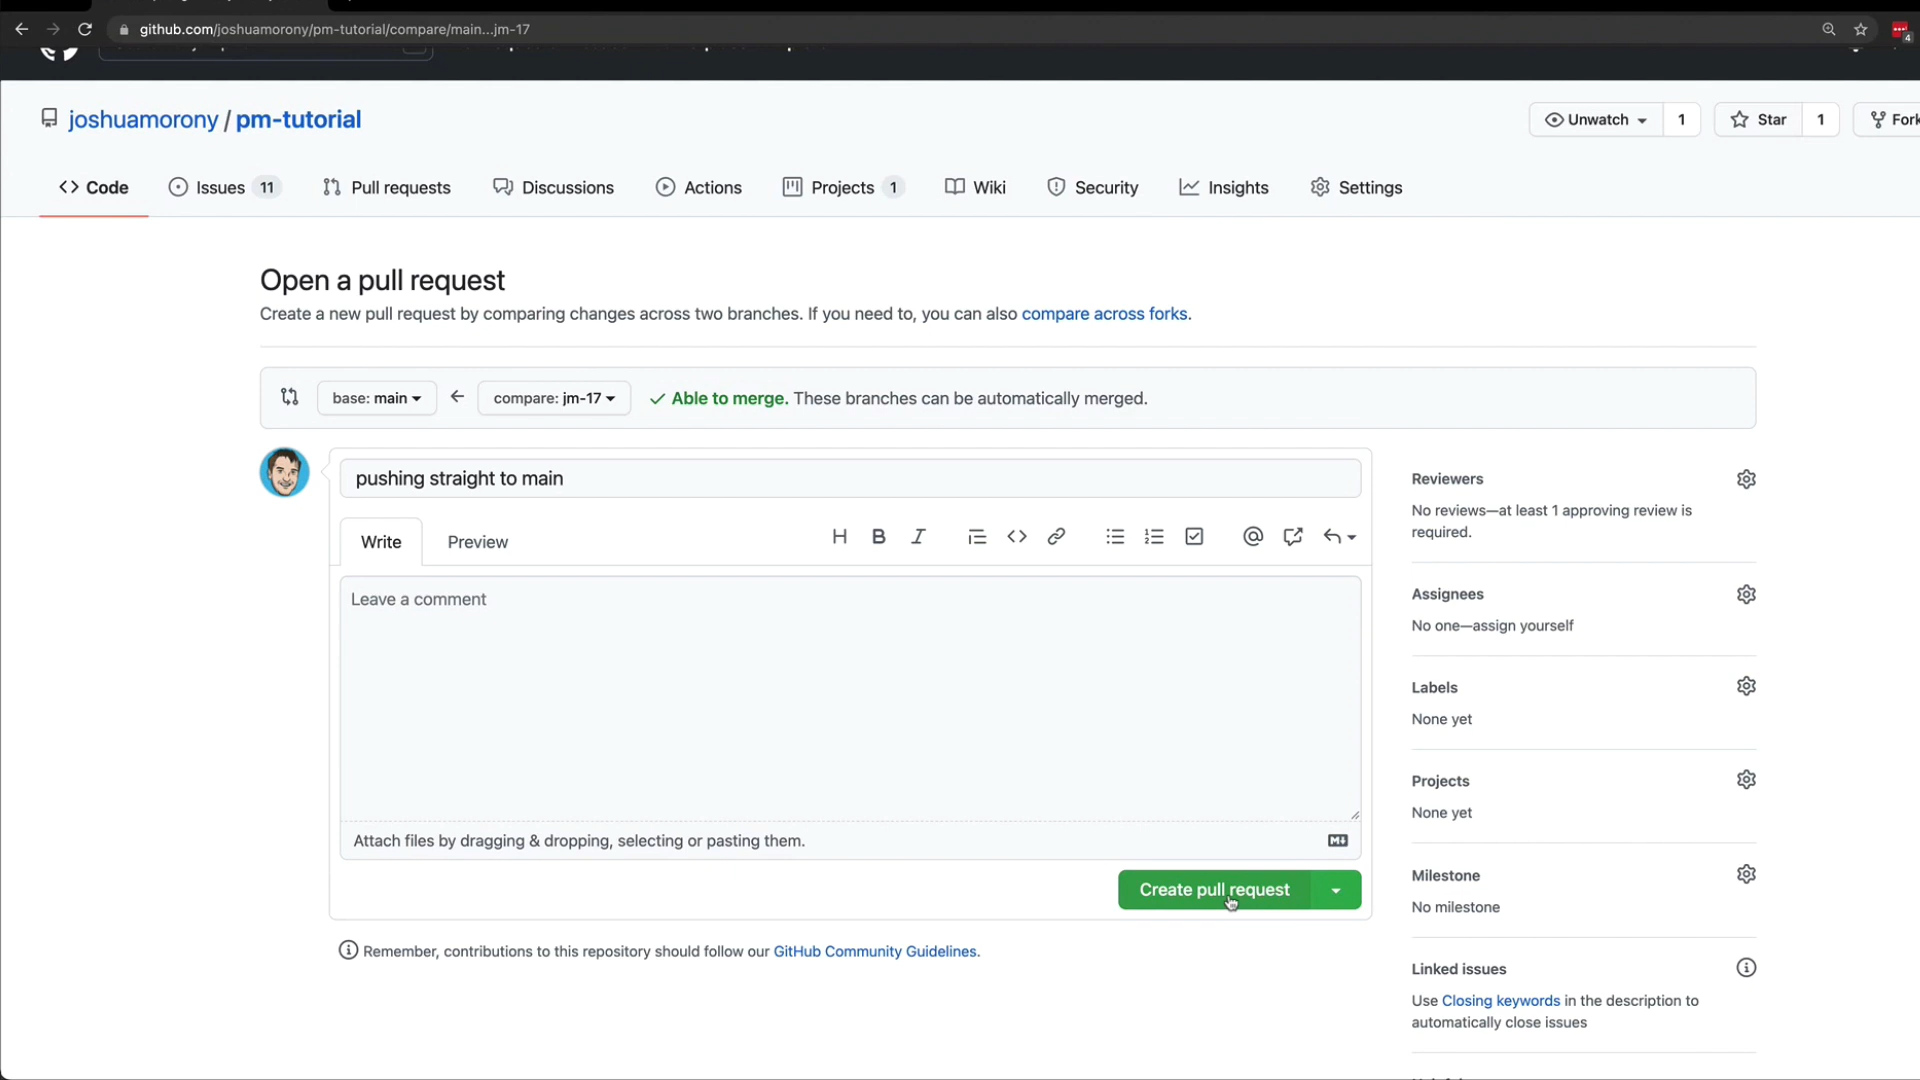 github.com/joshuamorony/pm-tutorial/compare/main...jm-17
4
joshuamorony / pm-tutorial
Unwatch 1
Star 1
Fork
Code
Issues 11
Pull requests
Discussions
Actions
Projects 1
Wiki
Security
Insights
Settings
Open a pull request
Create a new pull request by comparing changes across two branches. If you need to, you can also compare across forks.
base: main
compare: jm-17
Able to merge. These branches can be automatically merged.
pushing straight to main
Write
Preview
Leave a comment
Attach files by dragging & dropping, selecting or pasting them.
Create pull request
Remember, contributions to this repository should follow our GitHub Community Guidelines.
Reviewers
No reviews—at least 1 approving review is
required.
Assignees
No one—assign yourself
Labels
None yet
Projects
None yet
Milestone
No milestone
Linked issues
Use Closing keywords in the description to
automatically close issues